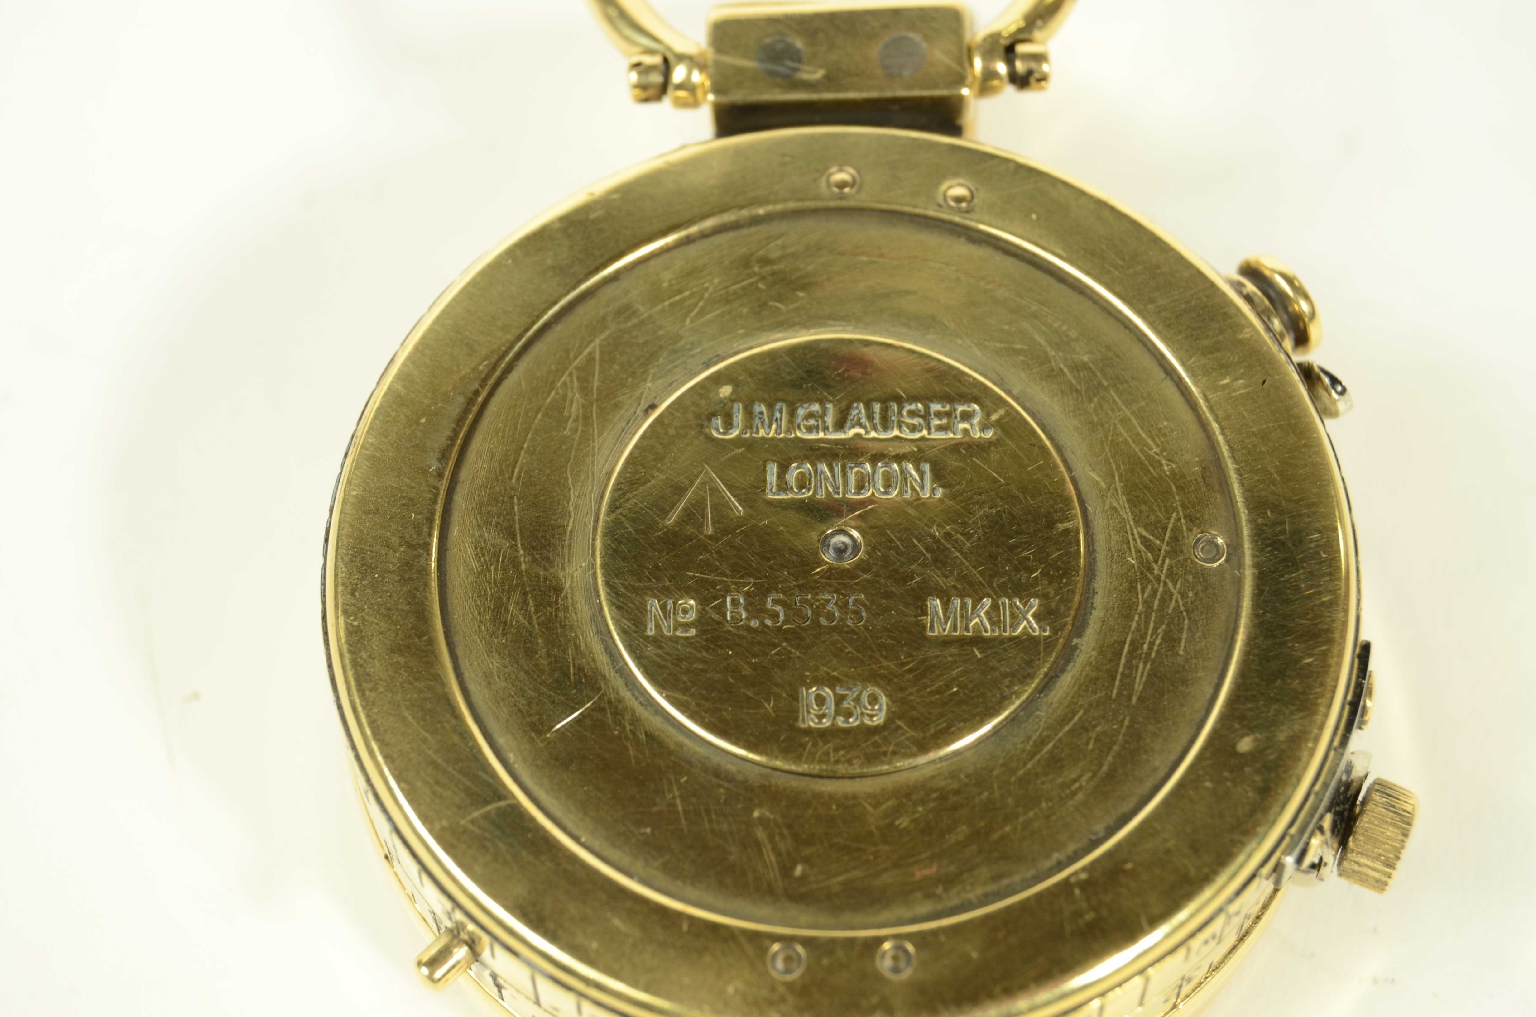 J.M.GLAUSER.
LONDON.
Nº B.5535 MK.IX.
1939